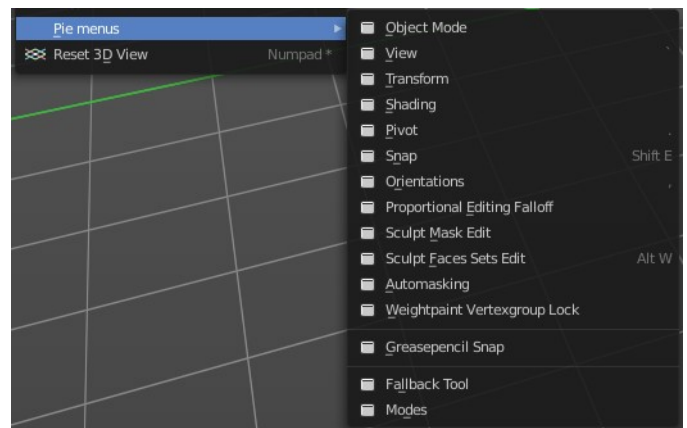 Pie menus
Reset 3D View Numpad *
Object Mode
View `
Transform
Shading
Pivot .
Snap Shift E
Orientations ,
Proportional Editing Falloff
Sculpt Mask Edit
Sculpt Faces Sets Edit Alt W
Automasking
Weightpaint Vertexgroup Lock
Greasepencil Snap
Fallback Tool
Modes